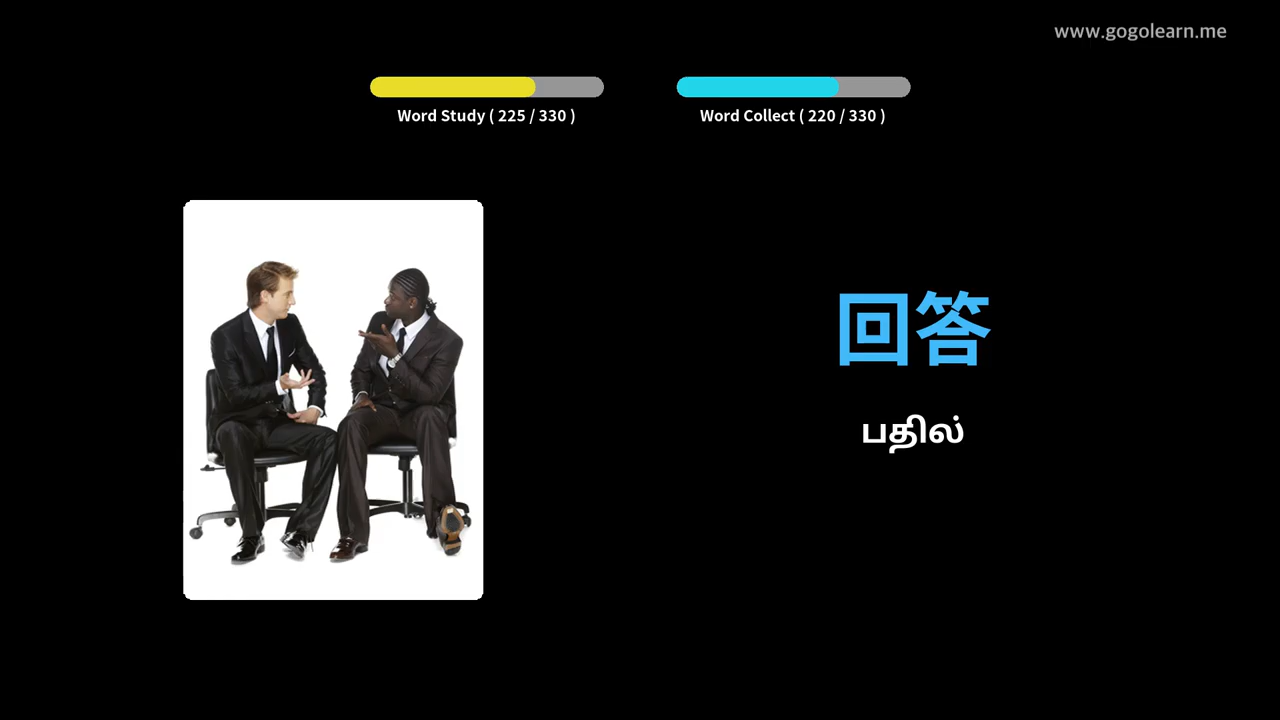 www.gogolearn.me
Word Study ( 225 / 330 )
Word Collect ( 220 / 330 )
回答
பதில்